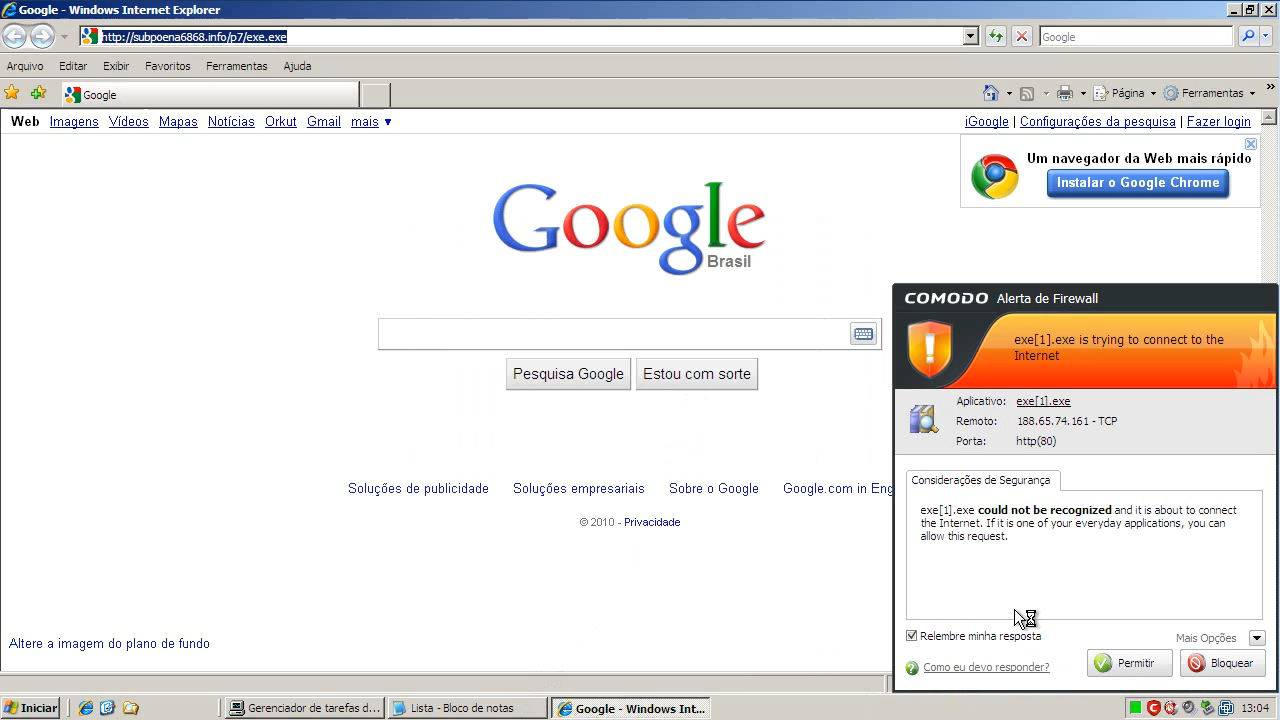 Google - Windows Internet Explorer
http://subpoena6868.info/p7/exe.exe
Google
Arquivo Editar Exibir Favoritos Ferramentas Ajuda
Google
Página Ferramentas
Web Imagens Vídeos Mapas Notícias Orkut Gmail mais ▼
iGoogle | Configurações da pesquisa | Fazer login
Um navegador da Web mais rápido
Instalar o Google Chrome
Google
Brasil
Pesquisa Google Estou com sorte
Soluções de publicidade Soluções empresariais Sobre o Google Google.com in Eng
© 2010 - Privacidade
Altere a imagem do plano de fundo
COMODO Alerta de Firewall
exe[1].exe is trying to connect to the
Internet
Aplicativo: exe[1].exe
Remoto: 188.65.74.161 - TCP
Porta: http(80)
Considerações de Segurança
exe[1].exe could not be recognized and it is about to connect
the Internet. If it is one of your everyday applications, you can
allow this request.
Relembre minha resposta
Mais Opções
Como eu devo responder?
Permitir Bloquear
Iniciar
Gerenciador de tarefas d...
List - Bloco de notas
Google - Windows Int...
13:04